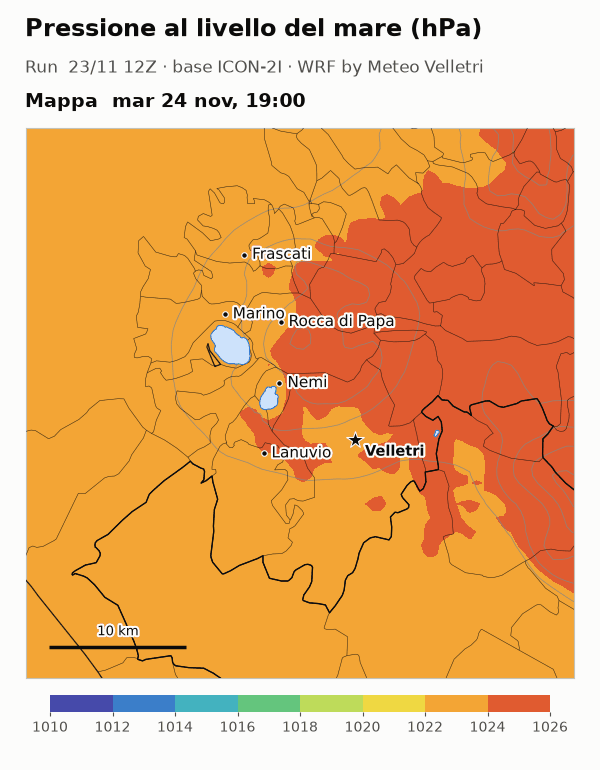 Pressione al livello del mare (hPa)
Run  23/11 12Z · base ICON-2I · WRF by Meteo Velletri
Mappa  mar 24 nov, 19:00
Frascati
Marino
Rocca di Papa
Nemi
Velletri
Lanuvio
10 km
1010 1012 1014 1016 1018 1020 1022 1024 1026